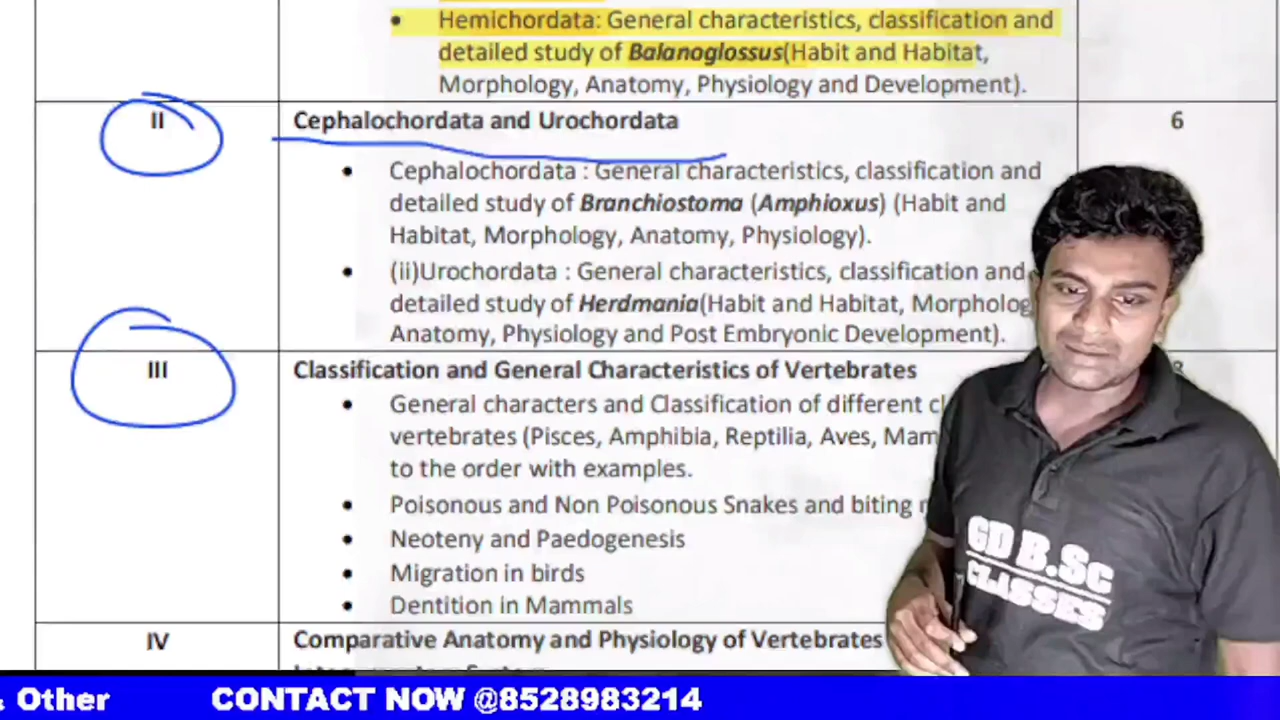 Hemichordata: General characteristics, classification and
detailed study of Balanoglossus(Habit and Habitat,
Morphology, Anatomy, Physiology and Development).
II
Cephalochordata and Urochordata
6
Cephalochordata : General characteristics, classification and
detailed study of Branchiostoma (Amphioxus) (Habit and
Habitat, Morphology, Anatomy, Physiology).
(ii)Urochordata : General characteristics, classification and
detailed study of Herdmania(Habit and Habitat, Morpholog
Anatomy, Physiology and Post Embryonic Development).
III
Classification and General Characteristics of Vertebrates
General characters and Classification of different
vertebrates (Pisces, Amphibia, Reptilia, Aves, Mam
to the order with examples.
Poisonous and Non Poisonous Snakes and biting
Neoteny and Paedogenesis
Migration in birds
Dentition in Mammals
IV
Comparative Anatomy and Physiology of Vertebrates
GD B.Sc
CLASSES
& Other
CONTACT NOW @8528983214